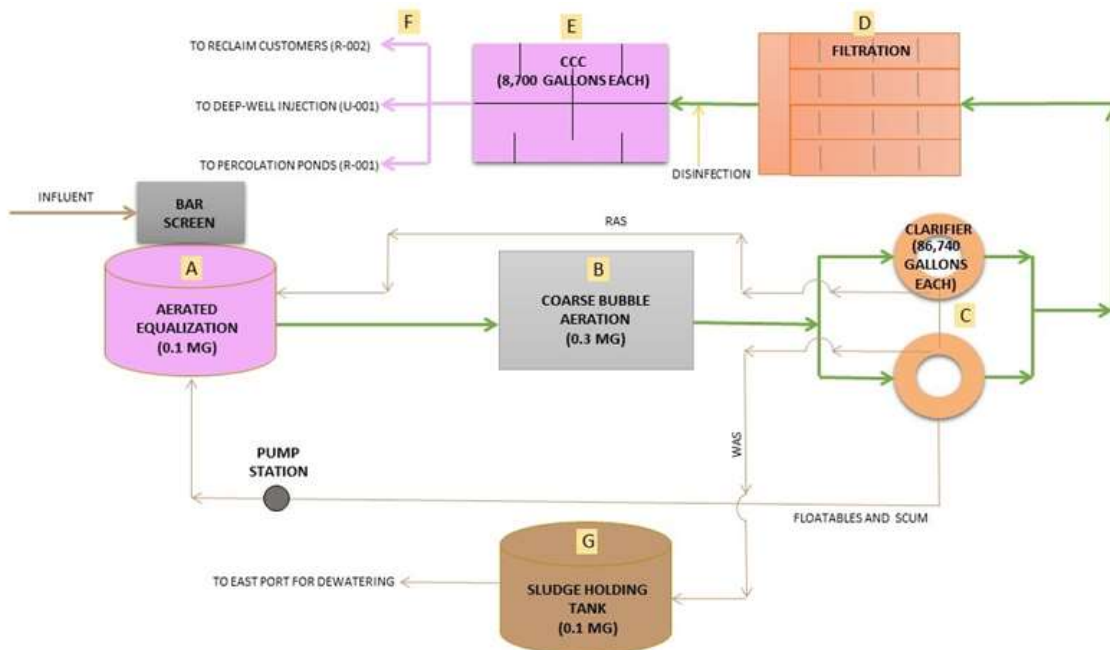 F
E
D
TO RECLAIM CUSTOMERS (R-002)
CCC
(8,700 GALLONS EACH)
FILTRATION
TO DEEP-WELL INJECTION (U-001)
TO PERCOLATION PONDS (R-001)
DISINFECTION
INFLUENT
BAR
SCREEN
RAS
A
AERATED
EQUALIZATION
(0.1 MG)
B
COARSE BUBBLE
AERATION
(0.3 MG)
CLARIFIER
(86,740
GALLONS
EACH)
C
WAS
PUMP
STATION
FLOATABLES AND SCUM
G
TO EAST PORT FOR DEWATERING
SLUDGE HOLDING
TANK
(0.1 MG)